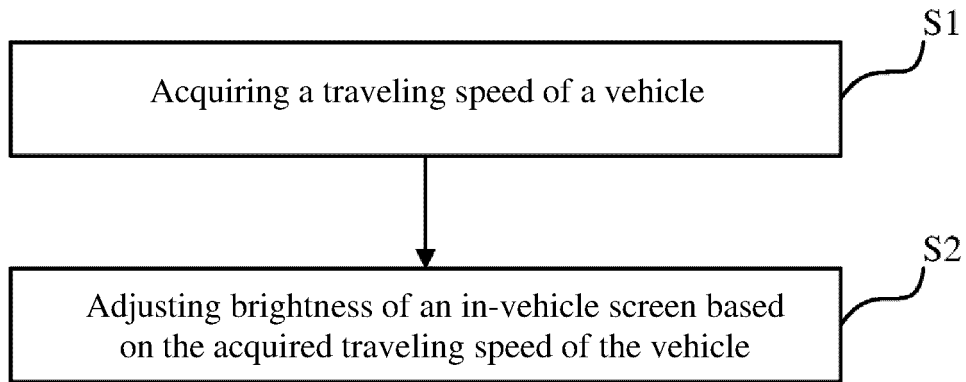 S1
Acquiring a traveling speed of a vehicle
S2
Adjusting brightness of an in-vehicle screen based
on the acquired traveling speed of the vehicle